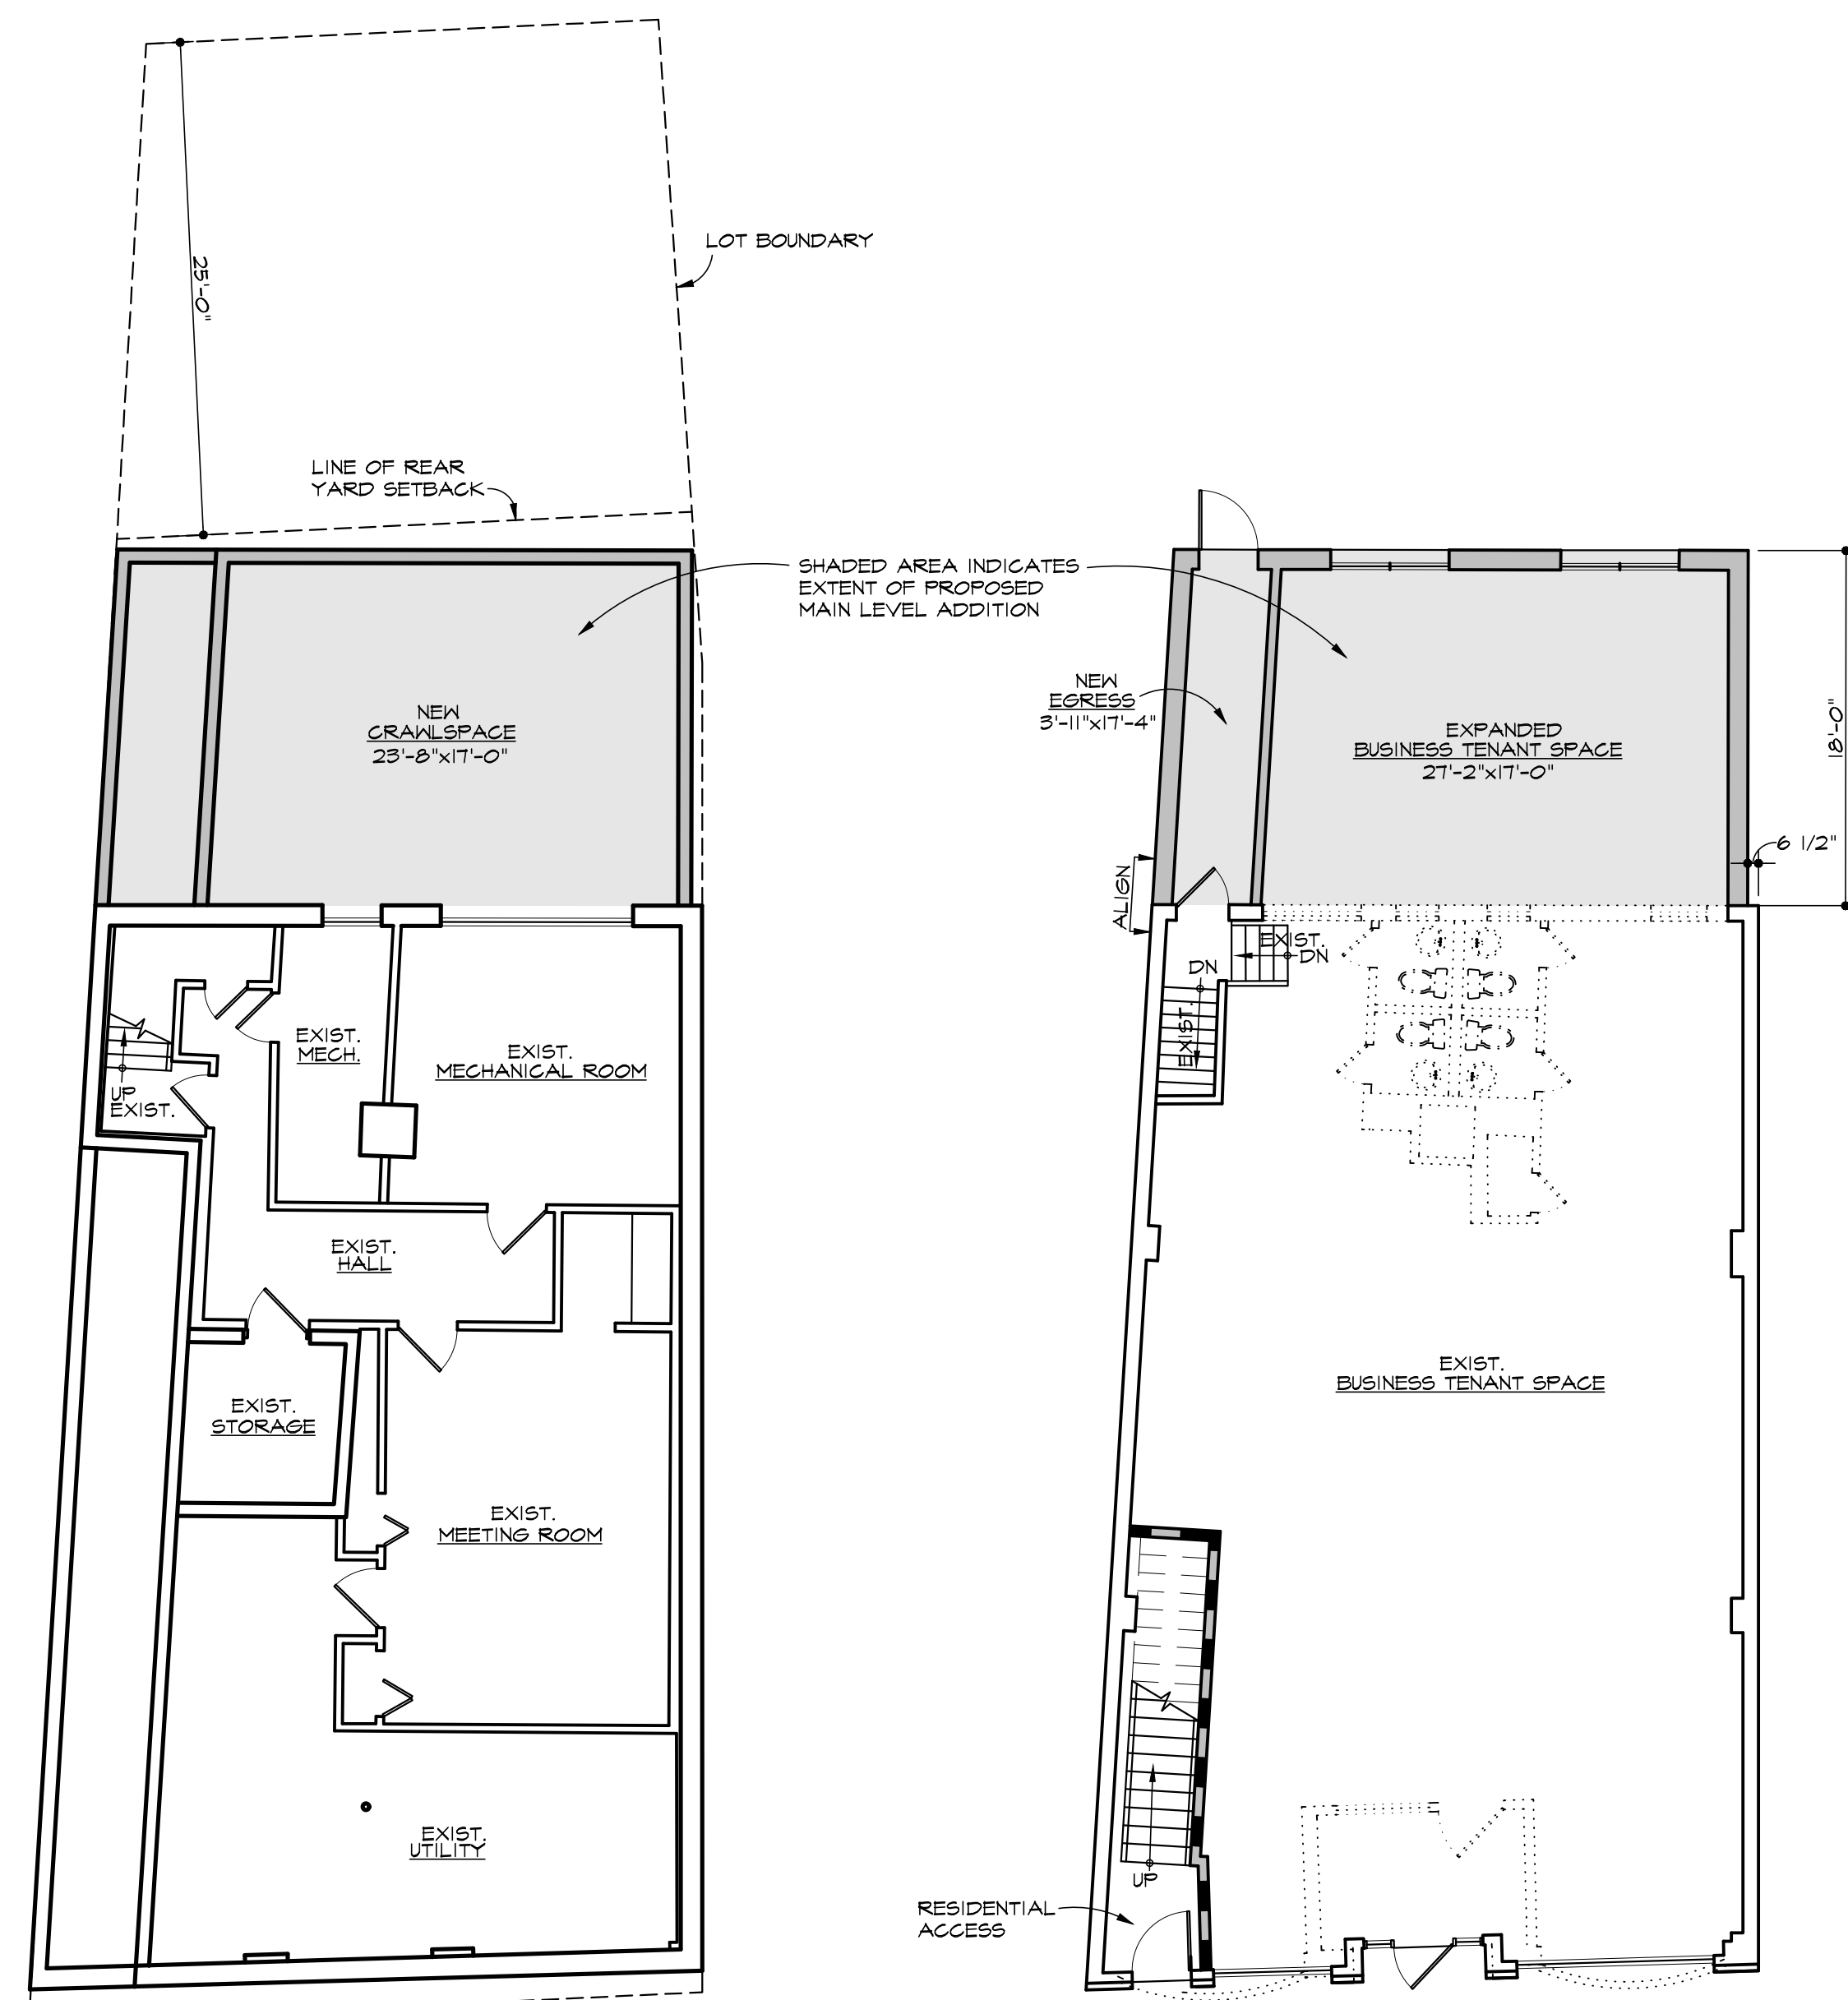 25'-0"
LOT BOUNDARY
LINE OF REAR
YARD SETBACK
SHADED AREA INDICATES
EXTENT OF PROPOSED
MAIN LEVEL ADDITION
NEW
CRAWLSPACE
23'-8"x17'-0"
NEW
EGRESS
3'-11"x17'-4"
EXPANDED
BUSINESS TENANT SPACE
27'-2"x17'-0"
18'-0"
6 1/2"
ALIGN
EXIST.
DN
DN
EXIST.
EXIST.
MECH.
EXIST.
MECHANICAL ROOM
UP
EXIST.
EXIST.
HALL
EXIST.
STORAGE
EXIST.
MEETING ROOM
EXIST.
UTILITY
EXIST.
BUSINESS TENANT SPACE
UP
RESIDENTIAL
ACCESS